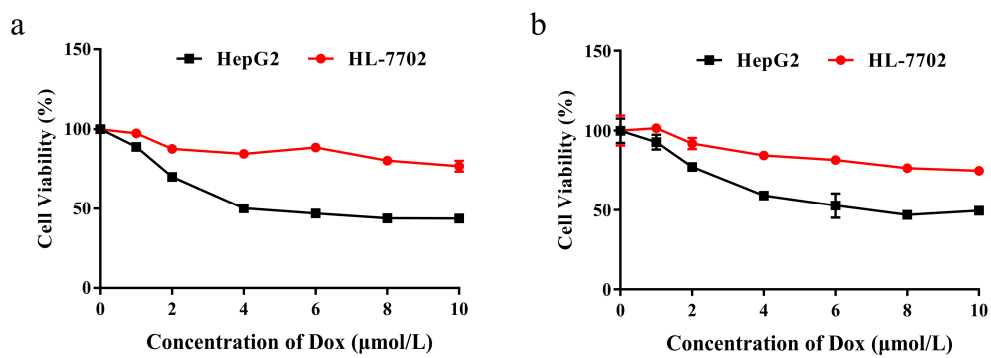 a
150
100
50
0
HepG2 HL-7702
Cell Viability (%)
0 2 4 6 8 10
Concentration of Dox (μmol/L)
b
150
100
50
0
HepG2 HL-7702
Cell Viability (%)
0 2 4 6 8 10
Concentration of Dox (μmol/L)